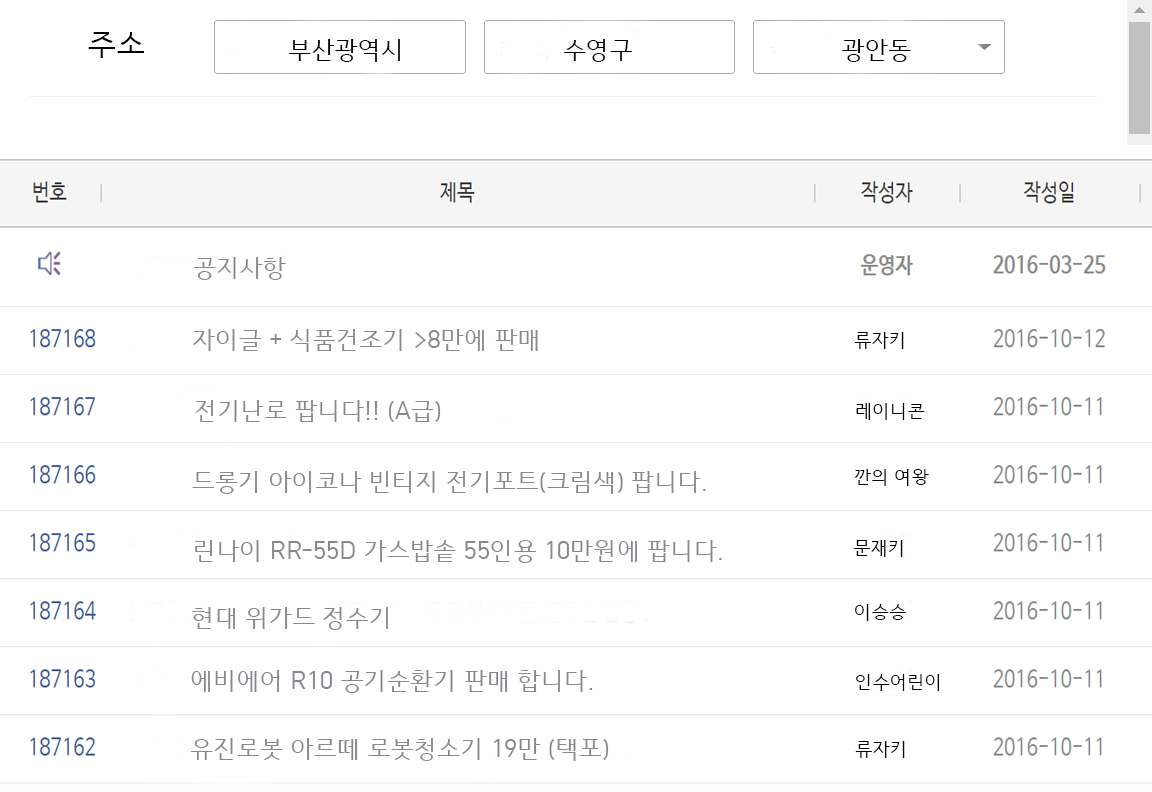 주소 부산광역시 수영구 광안동
번호 제목 작성자 작성일
공지사항 운영자 2016-03-25
187168 자이글 + 식품건조기 >8만에 판매 류자키 2016-10-12
187167 전기난로 팝니다!! (A급) 레이니콘 2016-10-11
187166 드롱기 아이코나 빈티지 전기포트(크림색) 팝니다. 깐의 여왕 2016-10-11
187165 린나이 RR-55D 가스밥솥 55인용 10만원에 팝니다. 문재키 2016-10-11
187164 현대 위가드 정수기 이승승 2016-10-11
187163 에비에어 R10 공기순환기 판매 합니다. 인수어린이 2016-10-11
187162 유진로봇 아르떼 로봇청소기 19만 (택포) 류자키 2016-10-11